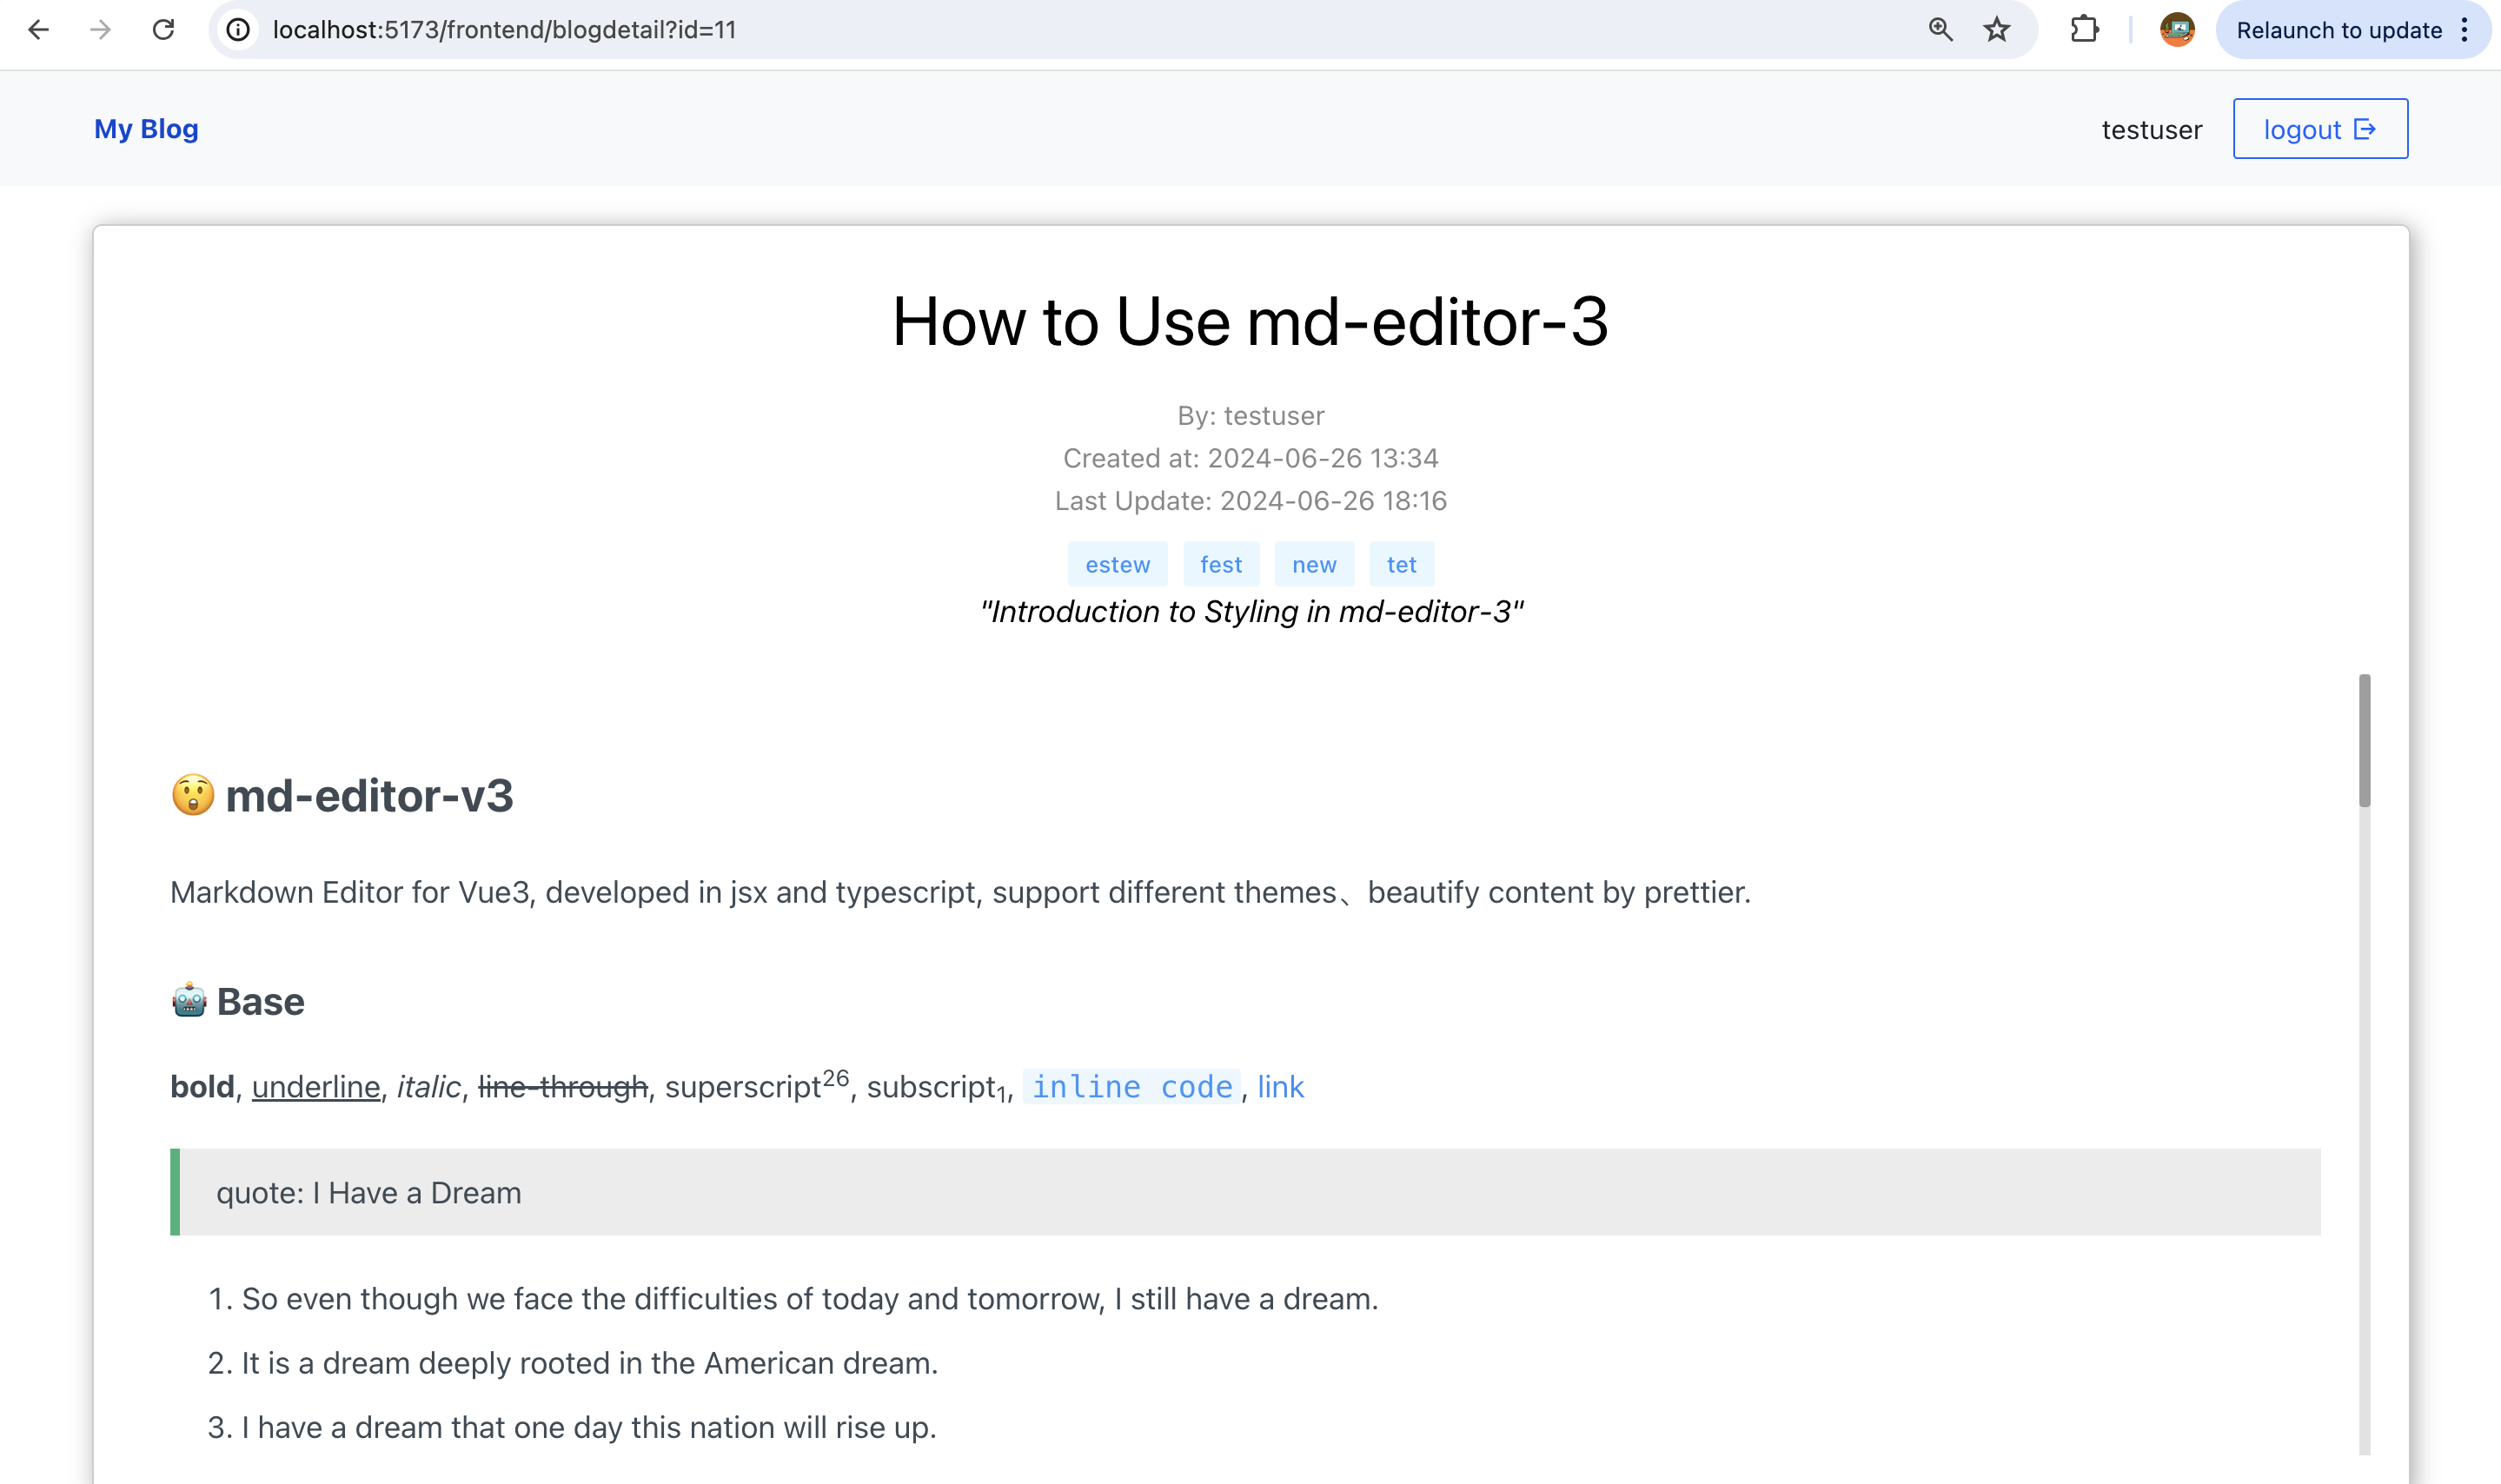 localhost:5173/frontend/blogdetail?id=11
Relaunch to update
My Blog
testuser
logout
How to Use md-editor-3
By: testuser
Created at: 2024-06-26 13:34
Last Update: 2024-06-26 18:16
estew fest new tet
"Introduction to Styling in md-editor-3"
😲 md-editor-v3
Markdown Editor for Vue3, developed in jsx and typescript, support different themes、beautify content by prettier.
🤖 Base
bold, underline, italic, line-through, superscript26, subscript1, inline code, link
quote: I Have a Dream
1. So even though we face the difficulties of today and tomorrow, I still have a dream.
2. It is a dream deeply rooted in the American dream.
3. I have a dream that one day this nation will rise up.